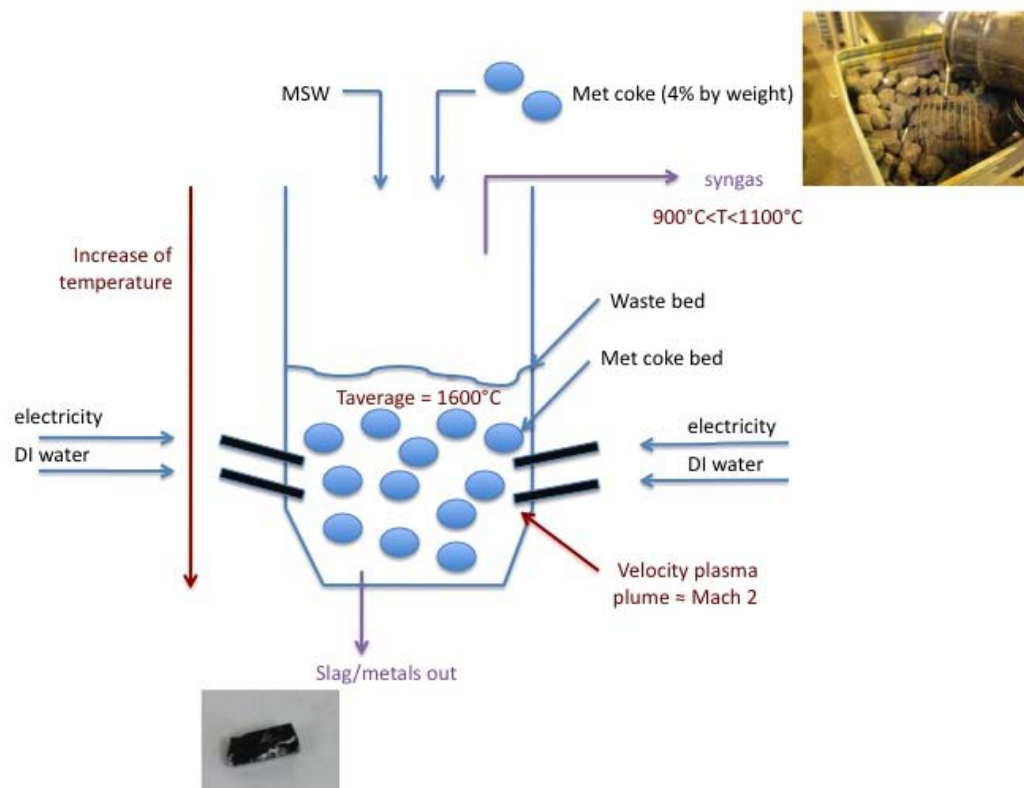 MSW
Met coke (4% by weight)
syngas
900°C<T<1100°C
Increase of
temperature
Waste bed
Met coke bed
Taverage = 1600°C
electricity
DI water
electricity
DI water
Velocity plasma
plume ≈ Mach 2
Slag/metals out